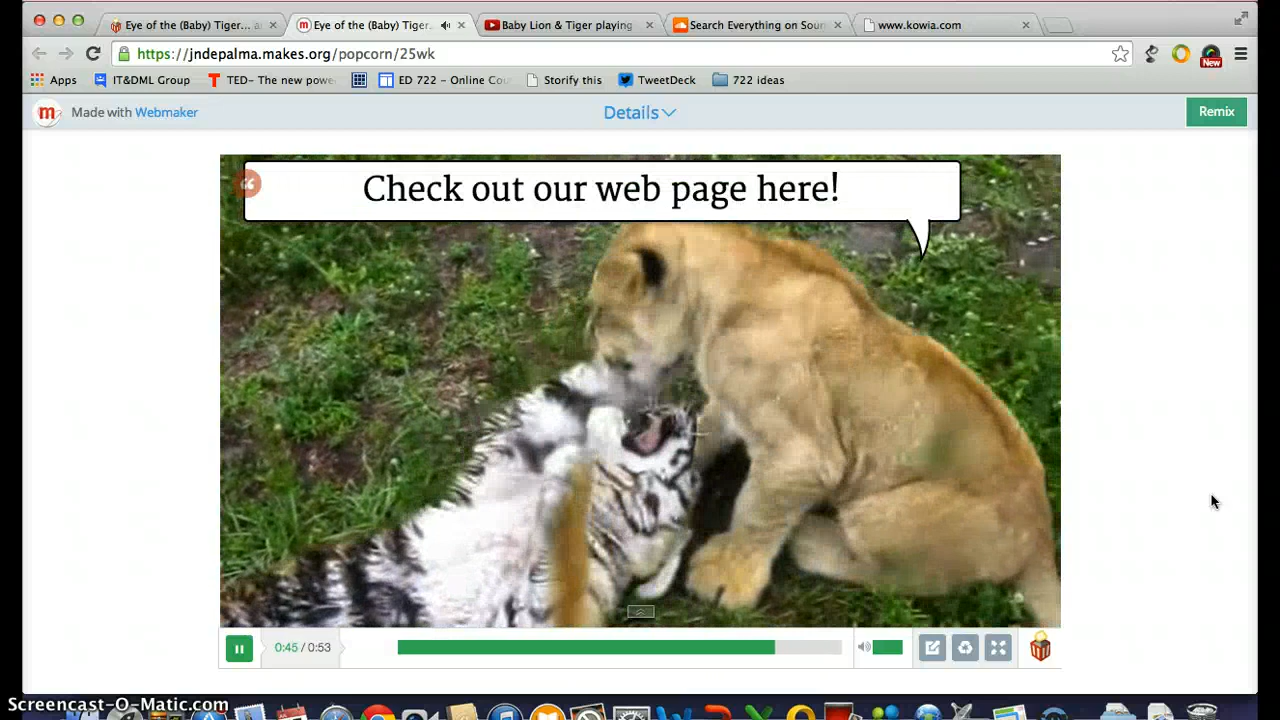 Eye of the (Baby) Tiger...
Eye of the (Baby) Tiger...
Baby Lion & Tiger playing
Search Everything on Soun
www.kowia.com
https://jndepalma.makes.org/popcorn/25wk
New
Apps
IT&DML Group
TED- The new powe
ED 722 – Online Cou
Storify this
TweetDeck
722 ideas
m Made with Webmaker
Details
Remix
Check out our web page here!
0:45 / 0:53
Screencast-O-Matic.com